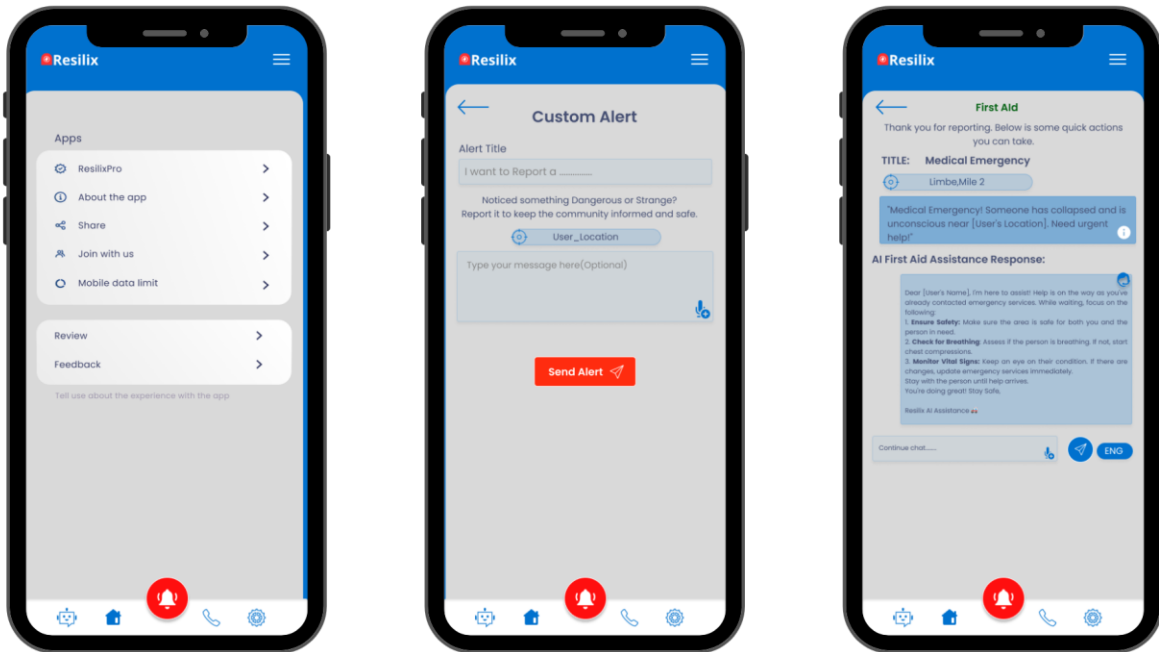 Resilix
Apps
ResilixPro
About the app
Share
Join with us
Mobile data limit
Review
Feedback
Tell use about the experience with the app
Resilix
Custom Alert
Alert Title
I want to Report a ..............
Noticed something Dangerous or Strange?
Report it to keep the community informed and safe.
User_Location
Type your message here(Optional)
Send Alert
Resilix
First Aid
Thank you for reporting. Below is some quick actions
you can take.
TITLE: Medical Emergency
Limbe,Mile 2
"Medical Emergency! Someone has collapsed and is
unconscious near [User's Location]. Need urgent
help!"
AI First Aid Assistance Response:
Dear [User's Name], I'm here to assist! Help is on the way as you've
already contacted emergency services. While waiting, focus on the
following:
1. Ensure Safety: Make sure the area is safe for both you and the
person in need.
2. Check for Breathing: Assess if the person is breathing. If not, start
chest compressions.
3. Monitor Vital Signs: Keep an eye on their condition. If there are
changes, update emergency services immediately.
Stay with the person until help arrives.
You're doing great! Stay Safe.
Resilix AI Assistance
Continue chat......
ENG